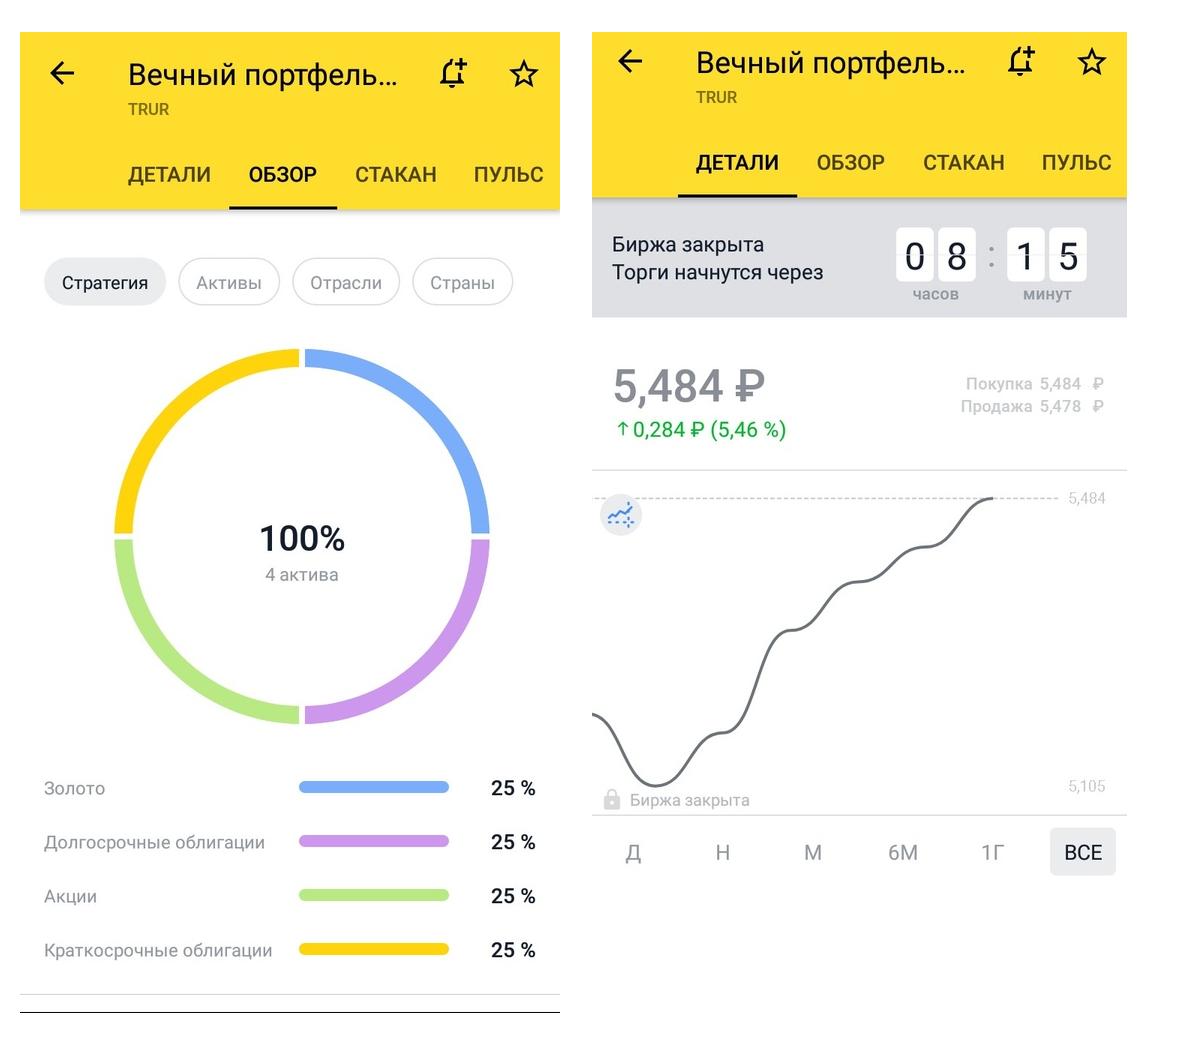 Вечный портфель...
TRUR
ДЕТАЛИ ОБЗОР СТАКАН ПУЛЬС
Стратегия Активы Отрасли Страны
100%
4 актива
Золото 25 %
Долгосрочные облигации 25 %
Акции 25 %
Краткосрочные облигации 25 %
Вечный портфель...
TRUR
ДЕТАЛИ ОБЗОР СТАКАН ПУЛЬС
Биржа закрыта
Торги начнутся через
08 : 15
часов минут
5,484 ₽
Покупка 5,484 ₽
Продажа 5,478 ₽
↑0,284 ₽ (5,46 %)
5,484
5,105
Биржа закрыта
Д Н М 6М 1Г ВСЕ